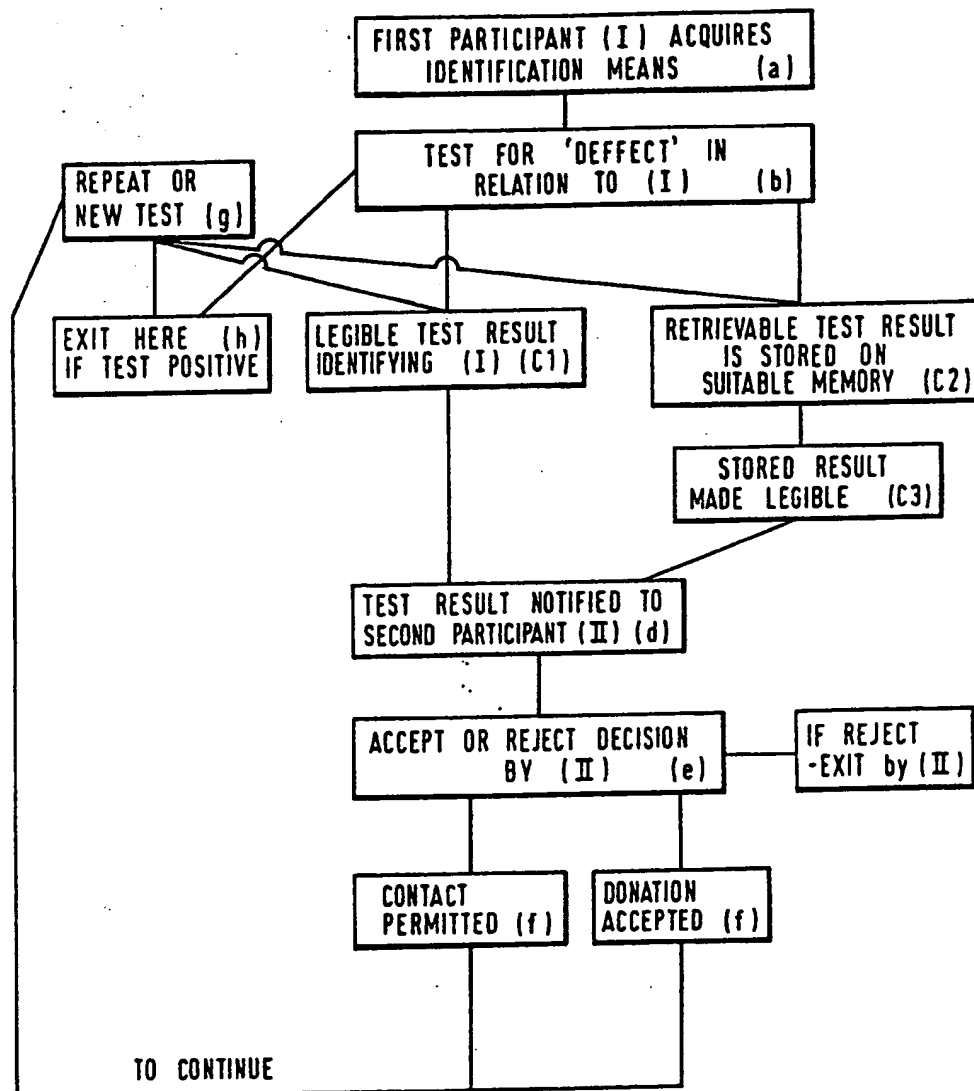 FIRST PARTICIPANT (I) ACQUIRES
IDENTIFICATION MEANS (a)
TEST FOR 'DEFFECT' IN
RELATION TO (I) (b)
REPEAT OR
NEW TEST (g)
EXIT HERE (h)
IF TEST POSITIVE
LEGIBLE TEST RESULT
IDENTIFYING (I) (C1)
RETRIEVABLE TEST RESULT
IS STORED ON
SUITABLE MEMORY (C2)
STORED RESULT
MADE LEGIBLE (C3)
TEST RESULT NOTIFIED TO
SECOND PARTICIPANT (II) (d)
ACCEPT OR REJECT DECISION
BY (II) (e)
IF REJECT
-EXIT by (II)
CONTACT
PERMITTED (f)
DONATION
ACCEPTED (f)
TO CONTINUE